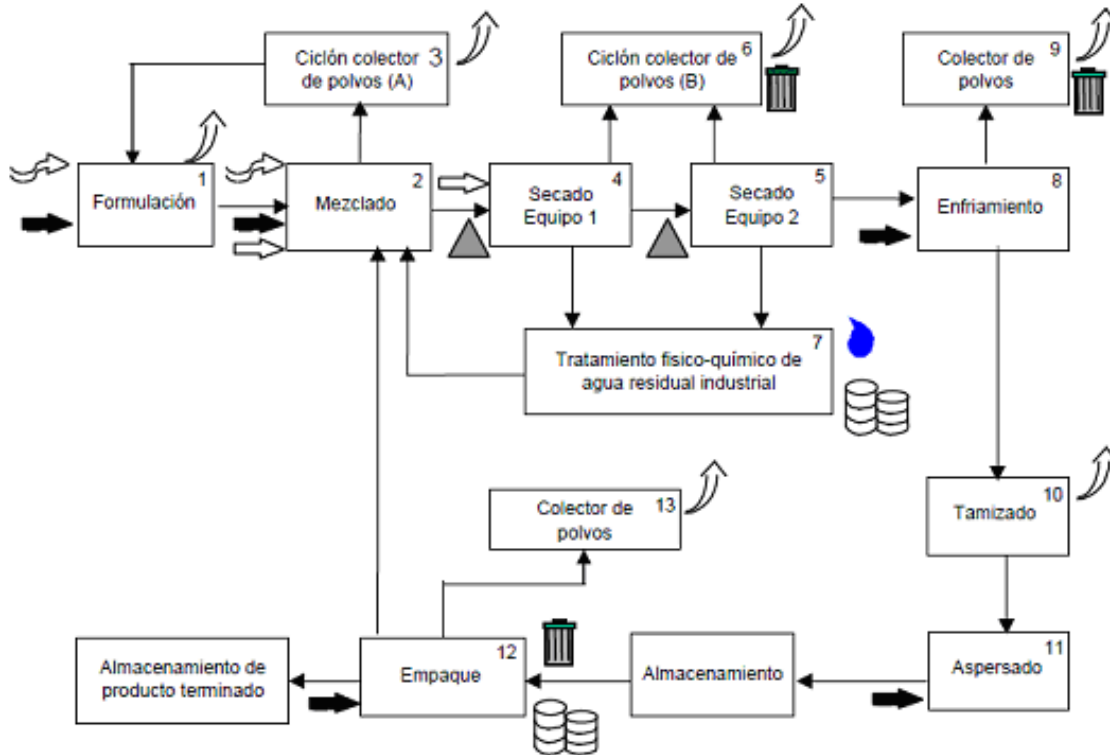 Ciclón colector
de polvos (A)
3
Ciclón colector de
polvos (B)
6
Colector de
polvos
9
Formulación
1
Mezclado
2
Secado
Equipo 1
4
Secado
Equipo 2
5
Enfriamiento
8
Tratamiento fisico-químico de
agua residual industrial
7
Colector de
polvos
13
Tamizado
10
Almacenamiento de
producto terminado
Empaque
12
Almacenamiento
Aspersado
11